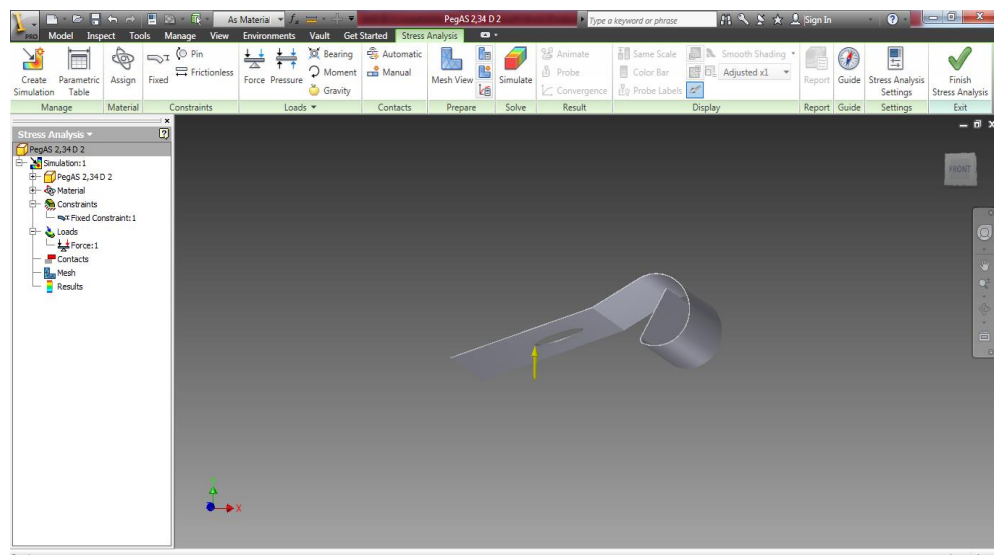 As Material
PegAS 2,34 D 2
Type a keyword or phrase
Sign In
PRO
Model Inspect Tools Manage View Environments Vault Get Started Stress Analysis
Pin
Frictionless
Bearing
Moment
Gravity
Automatic
Manual
Animate
Probe
Convergence
Same Scale
Color Bar
Probe Labels
Smooth Shading
Adjusted x1
Create Simulation
Parametric Table
Assign
Fixed
Force
Pressure
Mesh View
Simulate
Report
Guide
Stress Analysis Settings
Finish Stress Analysis
Manage Material Constraints Loads Contacts Prepare Solve Result Display Report Guide Settings Exit
Stress Analysis
PegAS 2,34 D 2
Simulation:1
PegAS 2,34 D 2
Material
Constraints
Fixed Constraint:1
Loads
Force:1
Contacts
Mesh
Results
FRONT
X